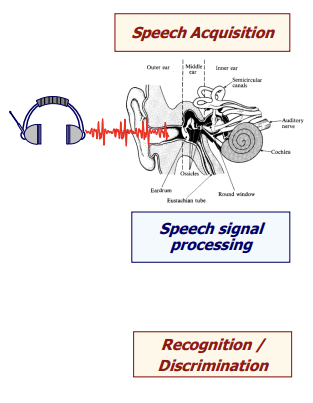 Speech Acquisition
Outer ear
Middle
ear
Inner ear
Semicircular
canals
Auditory
nerve
Cochlea
Ossicles
Eardrum
Round window
Eustachian tube
Speech signal
processing
Recognition /
Discrimination